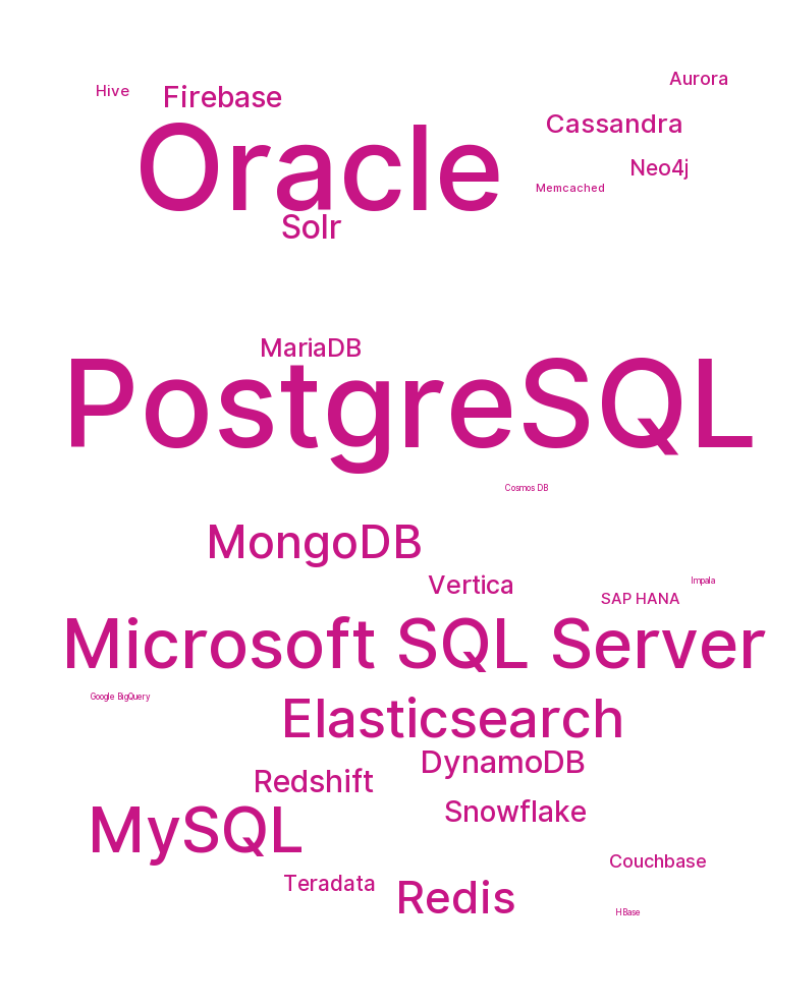 Aurora
Hive
Firebase
Cassandra
Oracle
Neo4j
Memcached
Solr
MariaDB
PostgreSQL
Cosmos DB
MongoDB
Impala
Vertica
SAP HANA
Microsoft SQL Server
Google BigQuery
Elasticsearch
DynamoDB
Redshift
Snowflake
MySQL
Couchbase
Teradata
Redis
HBase